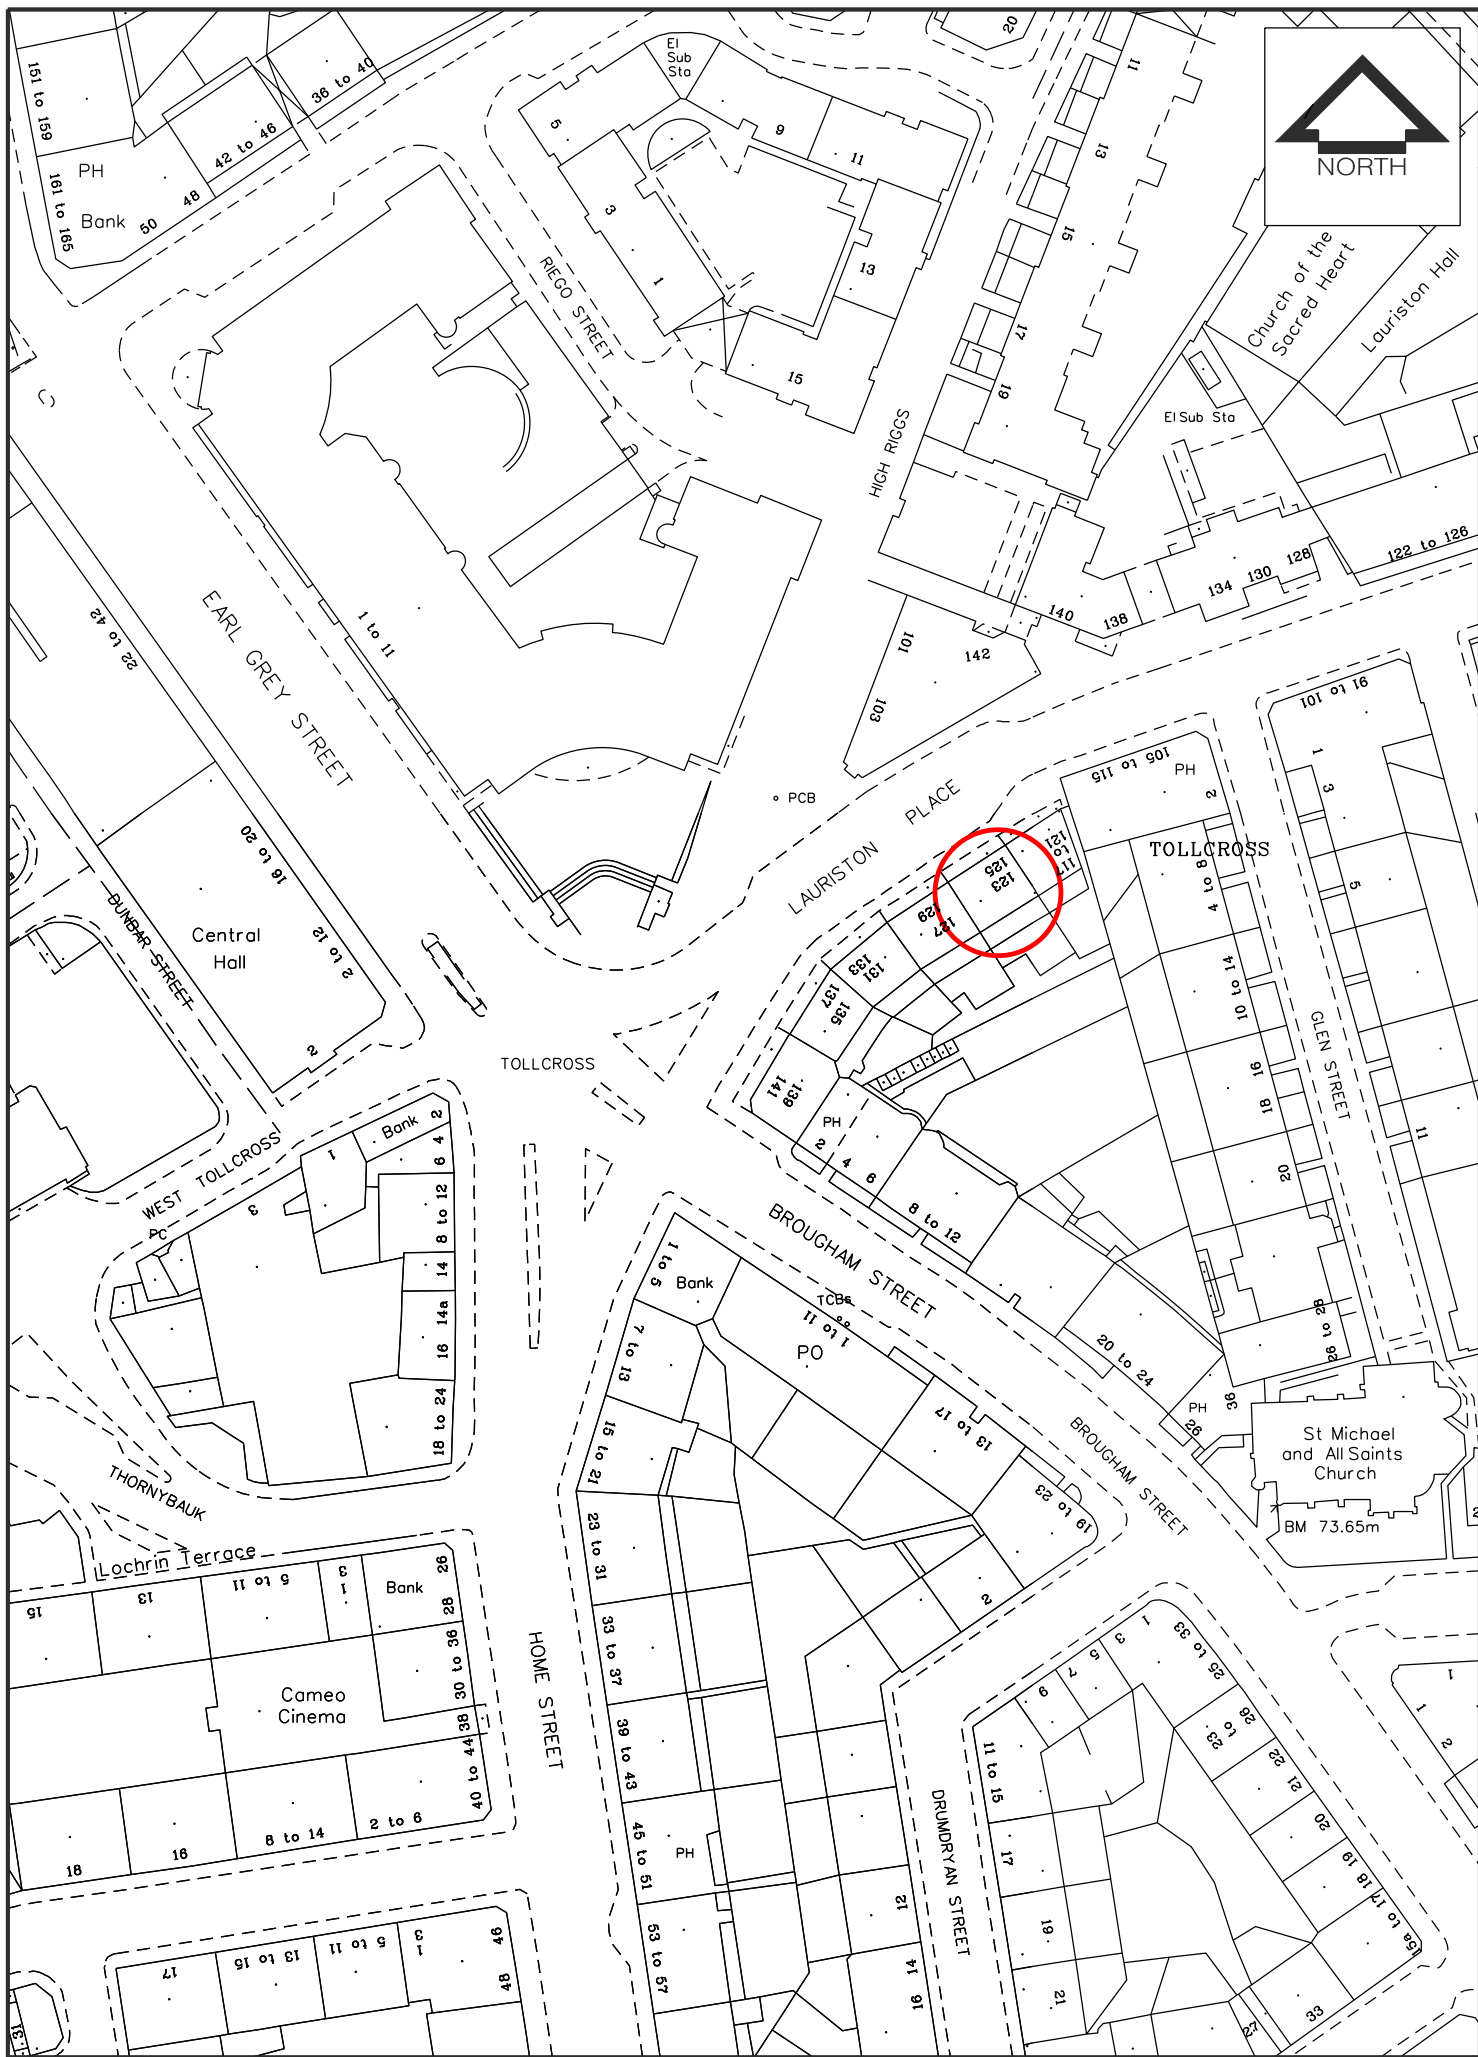 20
El
Sub
Sta
151 to 159
36 to 40
11
5
9
42 to 46
11
13
PH
161 to 165
48
NORTH
Bank
50
3
15
Church of the
Sacred Heart
Lauriston Hall
RIEGO STREET
13
1
17
15
19
El Sub Sta
HIGH RIGGS
122 to 126
128
130
134
EARL GREY STREET
1 to 11
22 to 42
140
138
101
142
103
91 to 101
105 to 115
PH
1
3
2
PCB
LAURISTON PLACE
16 to 20
117
to
121
TOLLCROSS
4 to 8
5
123
125
DUNBAR STREET
Central
Hall
2 to 12
127
129
131
133
10 to 14
135
137
GLEN STREET
2
TOLLCROSS
16
139
141
18
PH
2
4
6
Bank
2
4
6
1
11
WEST TOLLCROSS
20
PC
3
8 to 12
8 to 12
BROUGHAM STREET
1 to 5
Bank
14
14a
TCBs
1 to 11
PO
26 to 28
7 to 13
16
20 to 24
36
PH
26
18 to 24
13 to 17
15 to 21
BROUGHAM STREET
St Michael
and All Saints
Church
THORNYBAUK
19 to 23
BM 73.65m
2
23 to 31
Lochrin Terrace
26
15
13
5 to 11
1
3
Bank
28
2
33 to 37
HOME STREET
30 to 36
1
3
5
7
9
25 to 33
1
1
2
Cameo
Cinema
38
39 to 43
40 to 44
11 to 15
23
to
26
22
21
20
DRUMDRYAN STREET
2 to 6
8 to 14
16
18
45 to 51
PH
17
19
18
15a to 17
12
19
53 to 57
17
13 to 15
5 to 11
1
3
46
48
14
16
21
33
27
31